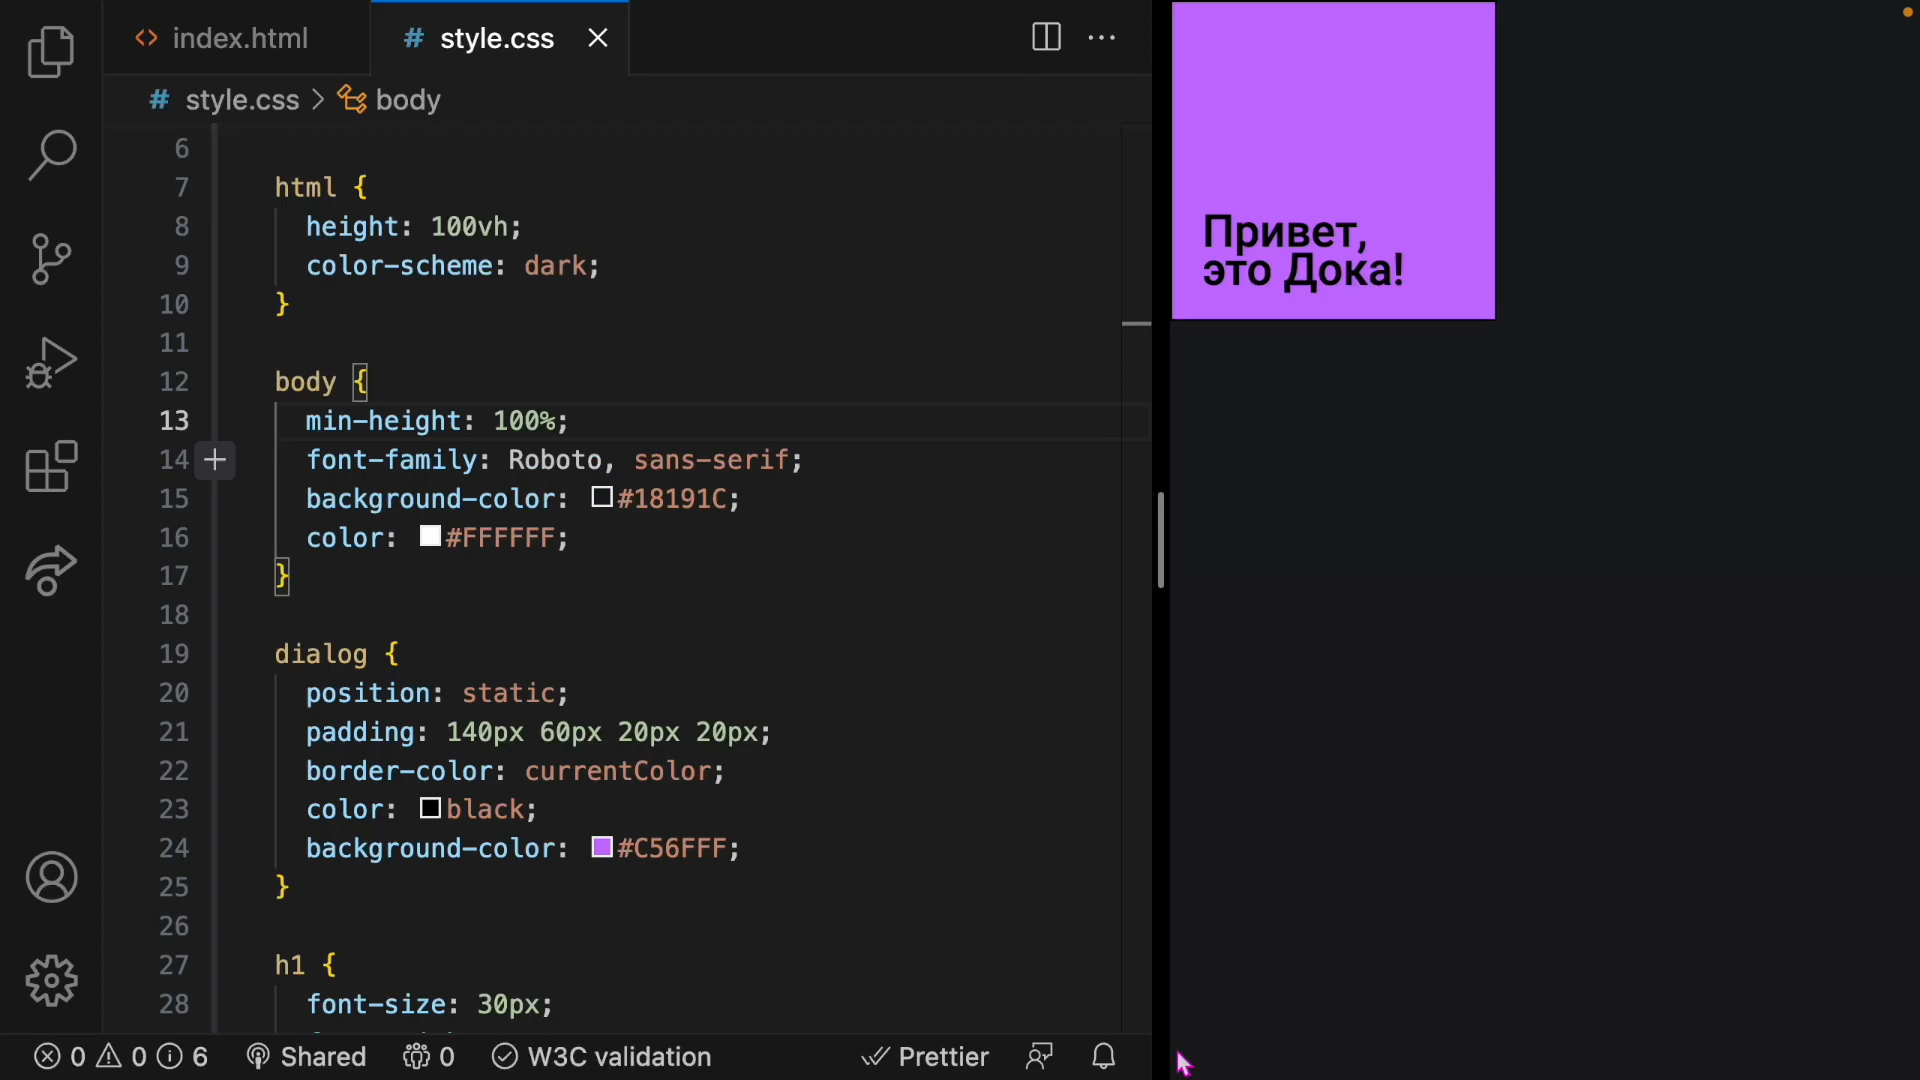 index.html
# style.css
# style.css > body
6
7 html {
8 height: 100vh;
9 color-scheme: dark;
10 }
11
12 body {
13 min-height: 100%;
14 font-family: Roboto, sans-serif;
15 background-color: #18191C;
16 color: #FFFFFF;
17 }
18
19 dialog {
20 position: static;
21 padding: 140px 60px 20px 20px;
22 border-color: currentColor;
23 color: black;
24 background-color: #C56FFF;
25 }
26
27 h1 {
28 font-size: 30px;
0 0 6 Shared 0 W3C validation Prettier
Привет,
это Дока!